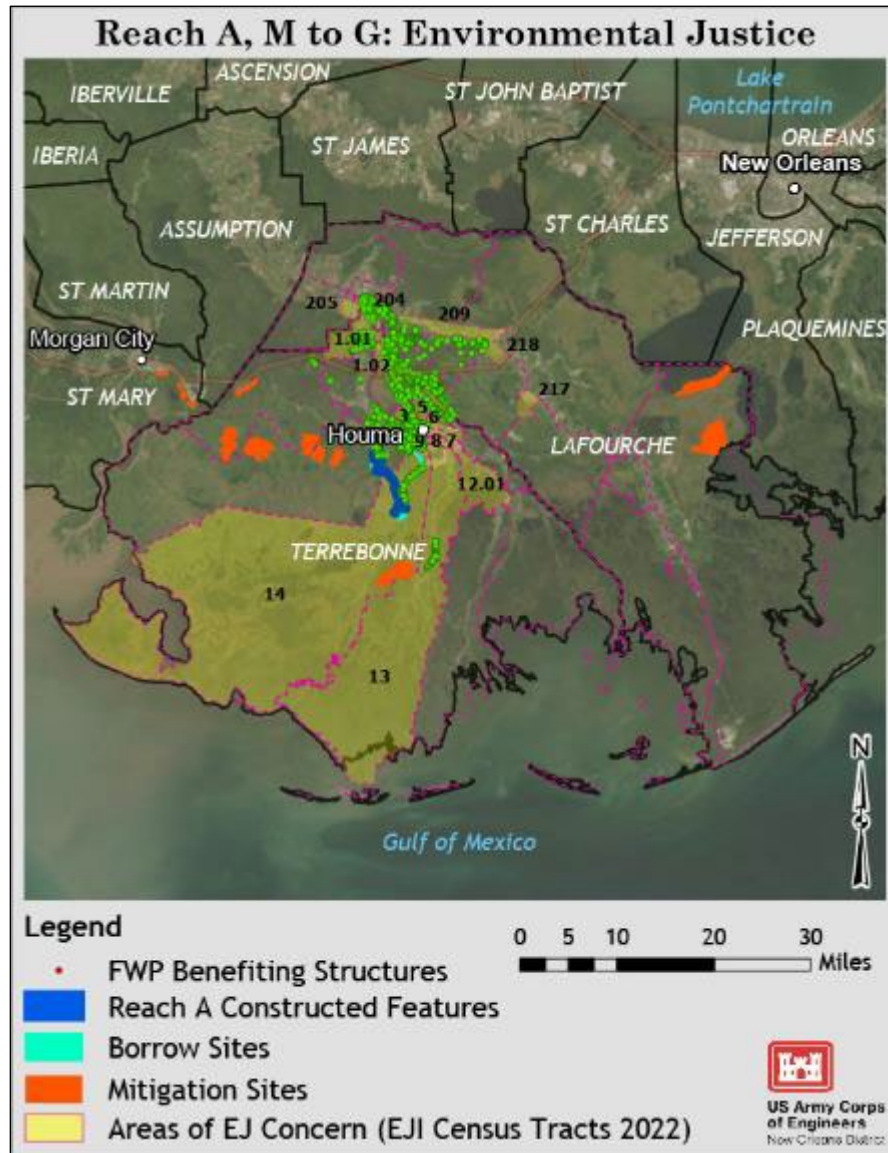 Reach A, M to G: Environmental Justice
ASCENSION
IBERVILLE
ST JOHN BAPTIST
Lake
Pontchartrain
IBERIA
ST JAMES
ORLEANS
New Orleans
ASSUMPTION
ST CHARLES
JEFFERSON
ST MARTIN
205
204
209
PLAQUEMINES
Morgan City
1.01
218
1.02
ST MARY
217
5
3
6
Houma
9
8
7
LAFOURCHE
12.01
TERREBONNE
14
13
N
Gulf of Mexico
Legend
0 5 10 20 30
Miles
FWP Benefiting Structures
Reach A Constructed Features
Borrow Sites
Mitigation Sites
Areas of EJ Concern (EJI Census Tracts 2022)
US Army Corps
of Engineers
New Orleans District